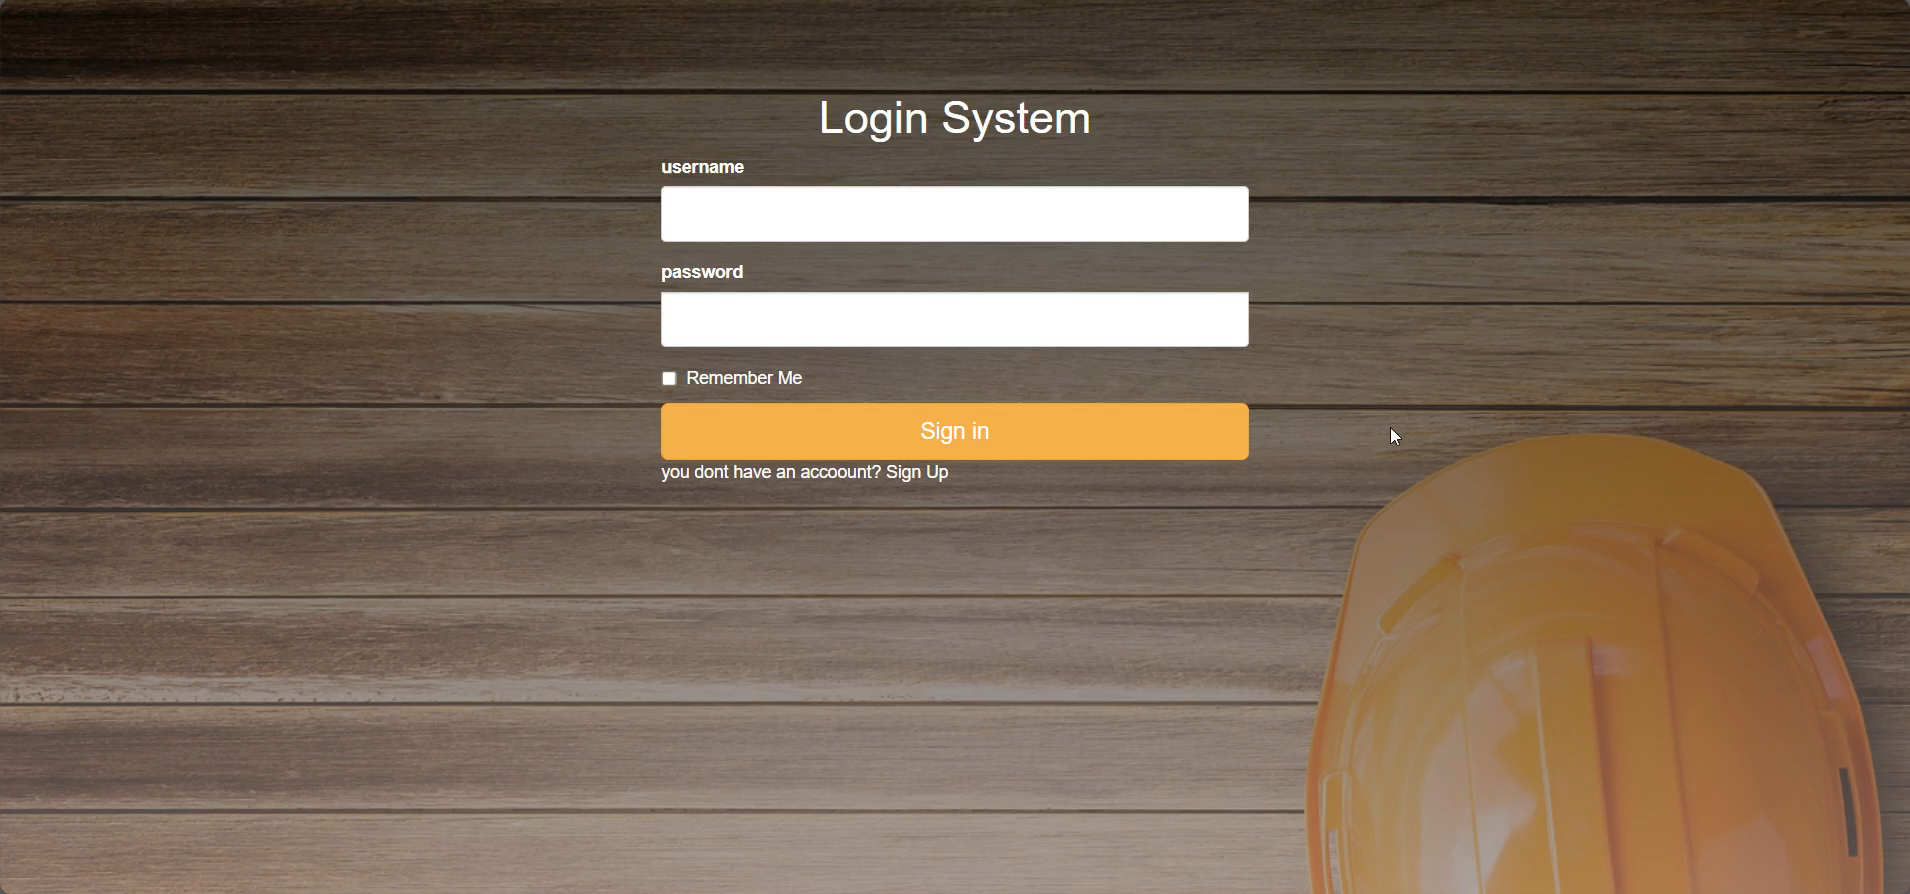 Login System
username
password
Remember Me
Sign in
you dont have an accoount? Sign Up